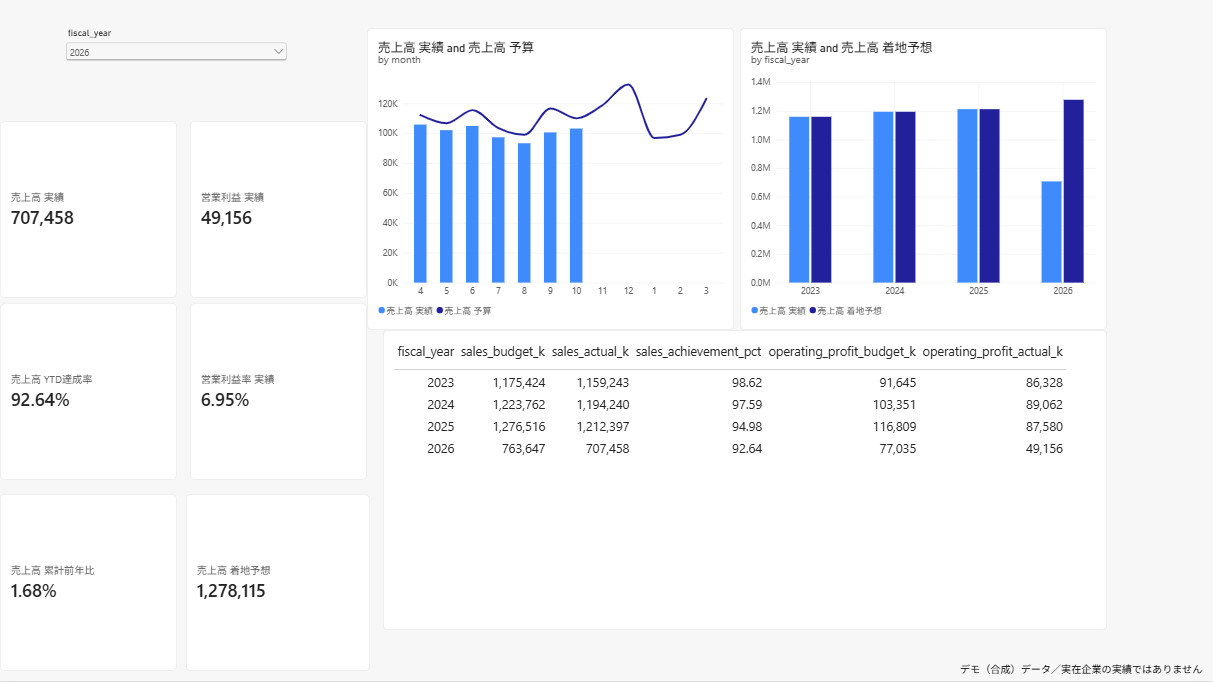 fiscal_year
2026
売上高 実績
707,458
営業利益 実績
49,156
売上高 YTD達成率
92.64%
営業利益率 実績
6.95%
売上高 累計前年比
1.68%
売上高 着地予想
1,278,115
売上高 実績 and 売上高 予算
by month
120K
100K
80K
60K
40K
20K
0K
4 5 6 7 8 9 10 11 12 1 2 3
売上高 実績 売上高 予算
売上高 実績 and 売上高 着地予想
by fiscal_year
1.4M
1.2M
1.0M
0.8M
0.6M
0.4M
0.2M
0.0M
2023 2024 2025 2026
売上高 実績 売上高 着地予想
fiscal_year sales_budget_k sales_actual_k sales_achievement_pct operating_profit_budget_k operating_profit_actual_k
2023 1,175,424 1,159,243 98.62 91,645 86,328
2024 1,223,762 1,194,240 97.59 103,351 89,062
2025 1,276,516 1,212,397 94.98 116,809 87,580
2026 763,647 707,458 92.64 77,035 49,156
デモ（合成）データ／実在企業の実績ではありません